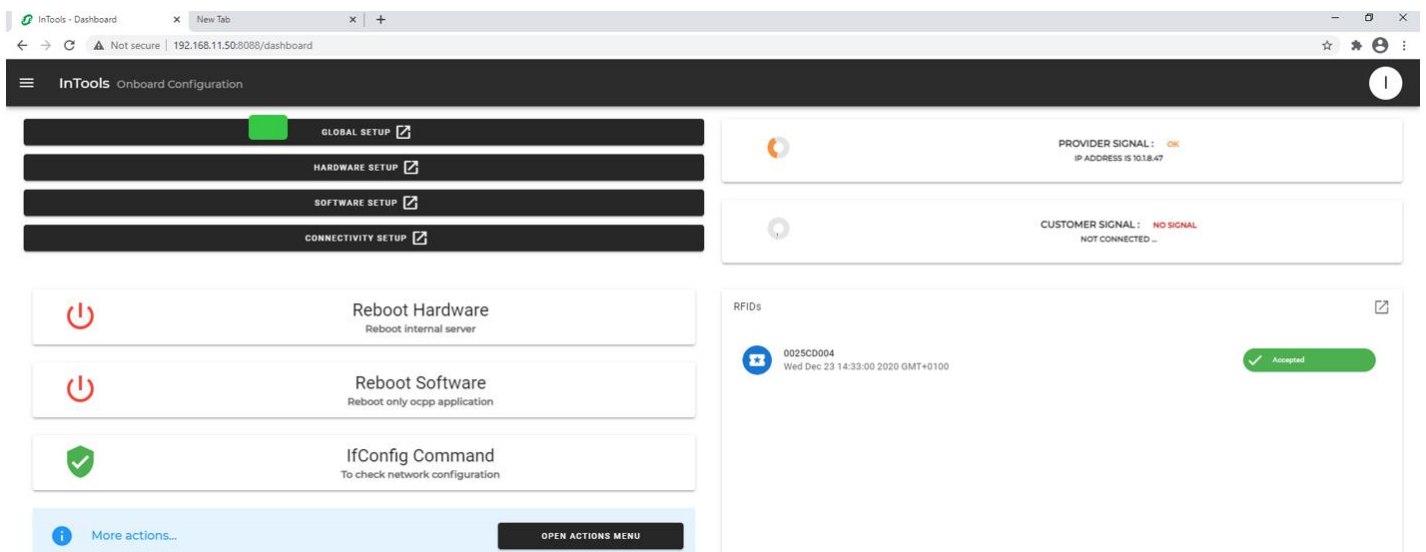 InTools - Dashboard
New Tab
Not secure | 192.168.11.50:8088/dashboard
InTools Onboard Configuration
I
GLOBAL SETUP
HARDWARE SETUP
SOFTWARE SETUP
CONNECTIVITY SETUP
PROVIDER SIGNAL : OK
IP ADDRESS IS 10.1.8.47
CUSTOMER SIGNAL : NO SIGNAL
NOT CONNECTED ...
Reboot Hardware
Reboot internal server
Reboot Software
Reboot only ocpp application
IfConfig Command
To check network configuration
More actions...
OPEN ACTIONS MENU
RFIDs
0025CD004
Wed Dec 23 14:33:00 2020 GMT+0100
Accepted